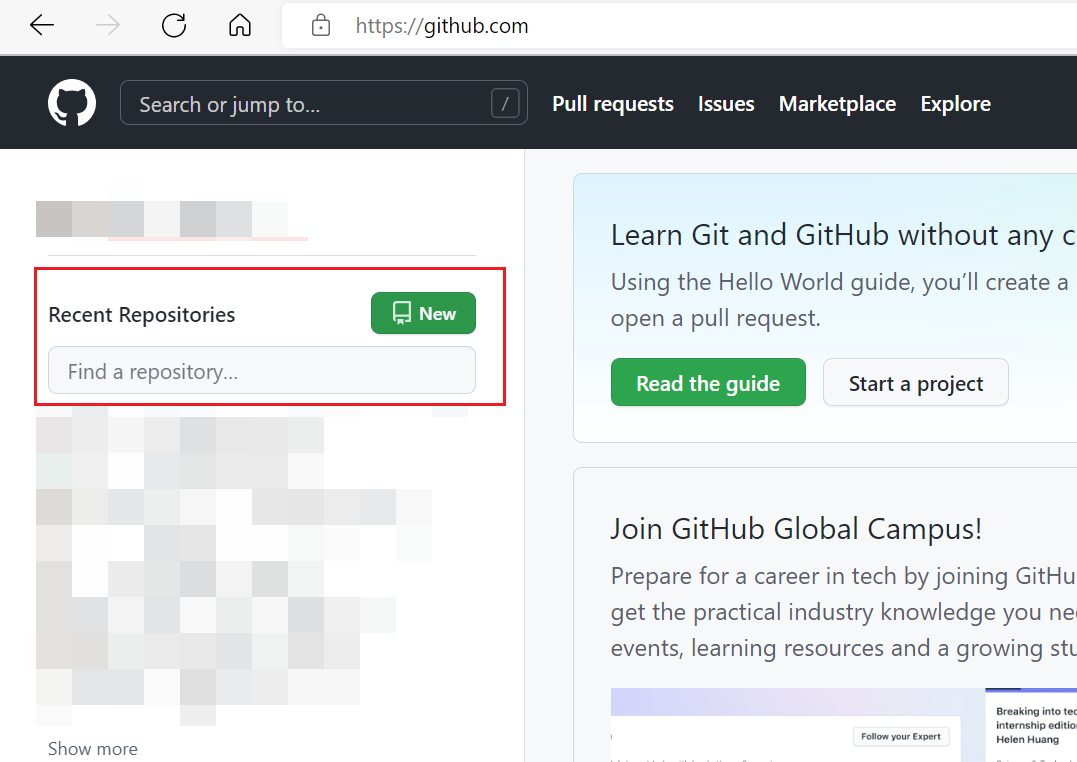 https://github.com
Search or jump to...
/
Pull requests
Issues
Marketplace
Explore
Recent Repositories
New
Find a repository...
Show more
Learn Git and GitHub without any c
Using the Hello World guide, you’ll create a
open a pull request.
Read the guide
Start a project
Join GitHub Global Campus!
Prepare for a career in tech by joining GitHu
get the practical industry knowledge you nee
events, learning resources and a growing stu
Follow your Expert
Breaking into tec
internship edition
Helen Huang